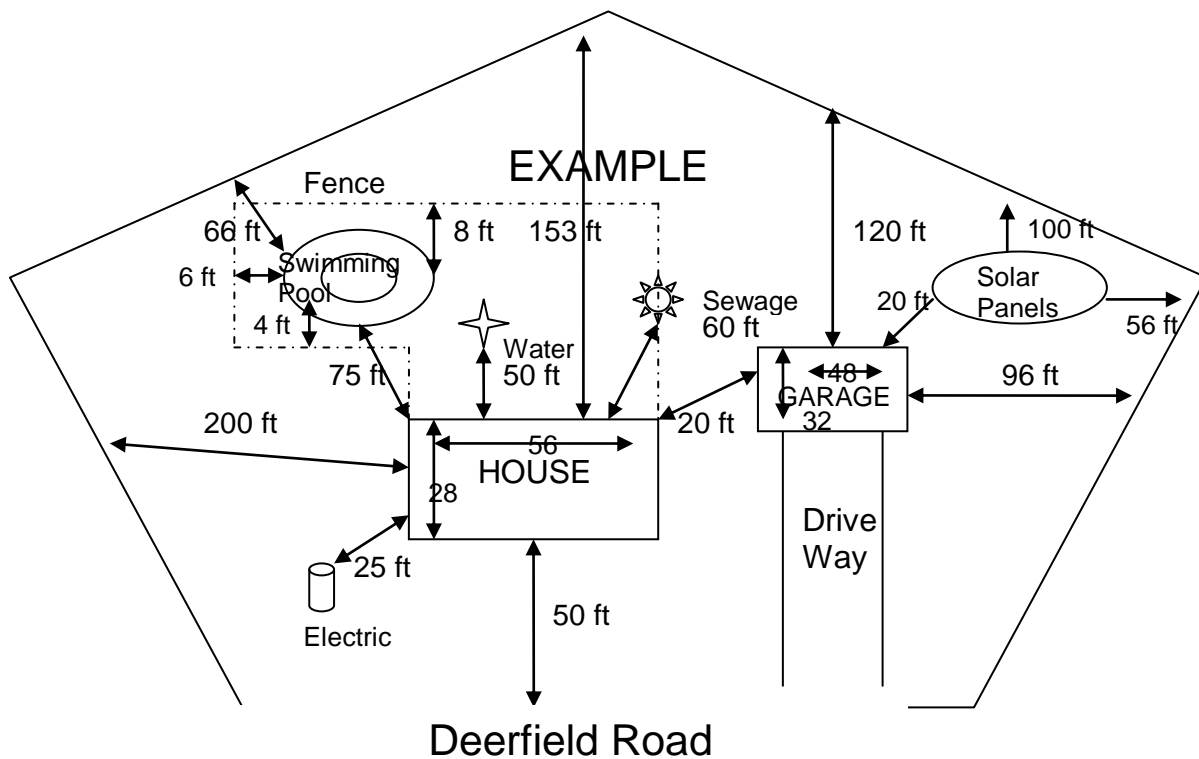 EXAMPLE
Fence
66 ft
8 ft
153 ft
120 ft
100 ft
6 ft
Swimming
Pool
Solar
Panels
20 ft
56 ft
4 ft
Sewage
60 ft
Water
50 ft
75 ft
48
GARAGE
32
96 ft
200 ft
20 ft
56
HOUSE
28
Drive
Way
25 ft
50 ft
Electric
Deerfield Road